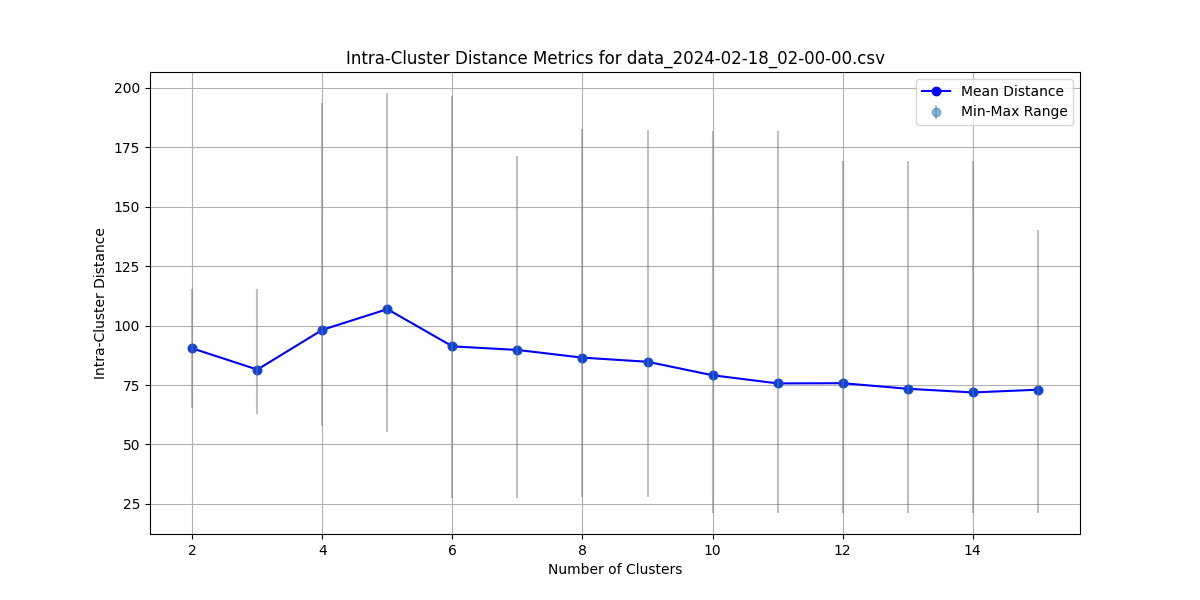 Intra-Cluster Distance Metrics for data_2024-02-18_02-00-00.csv
Mean Distance
Min-Max Range
Intra-Cluster Distance
200
175
150
125
100
75
50
25
2 4 6 8 10 12 14
Number of Clusters